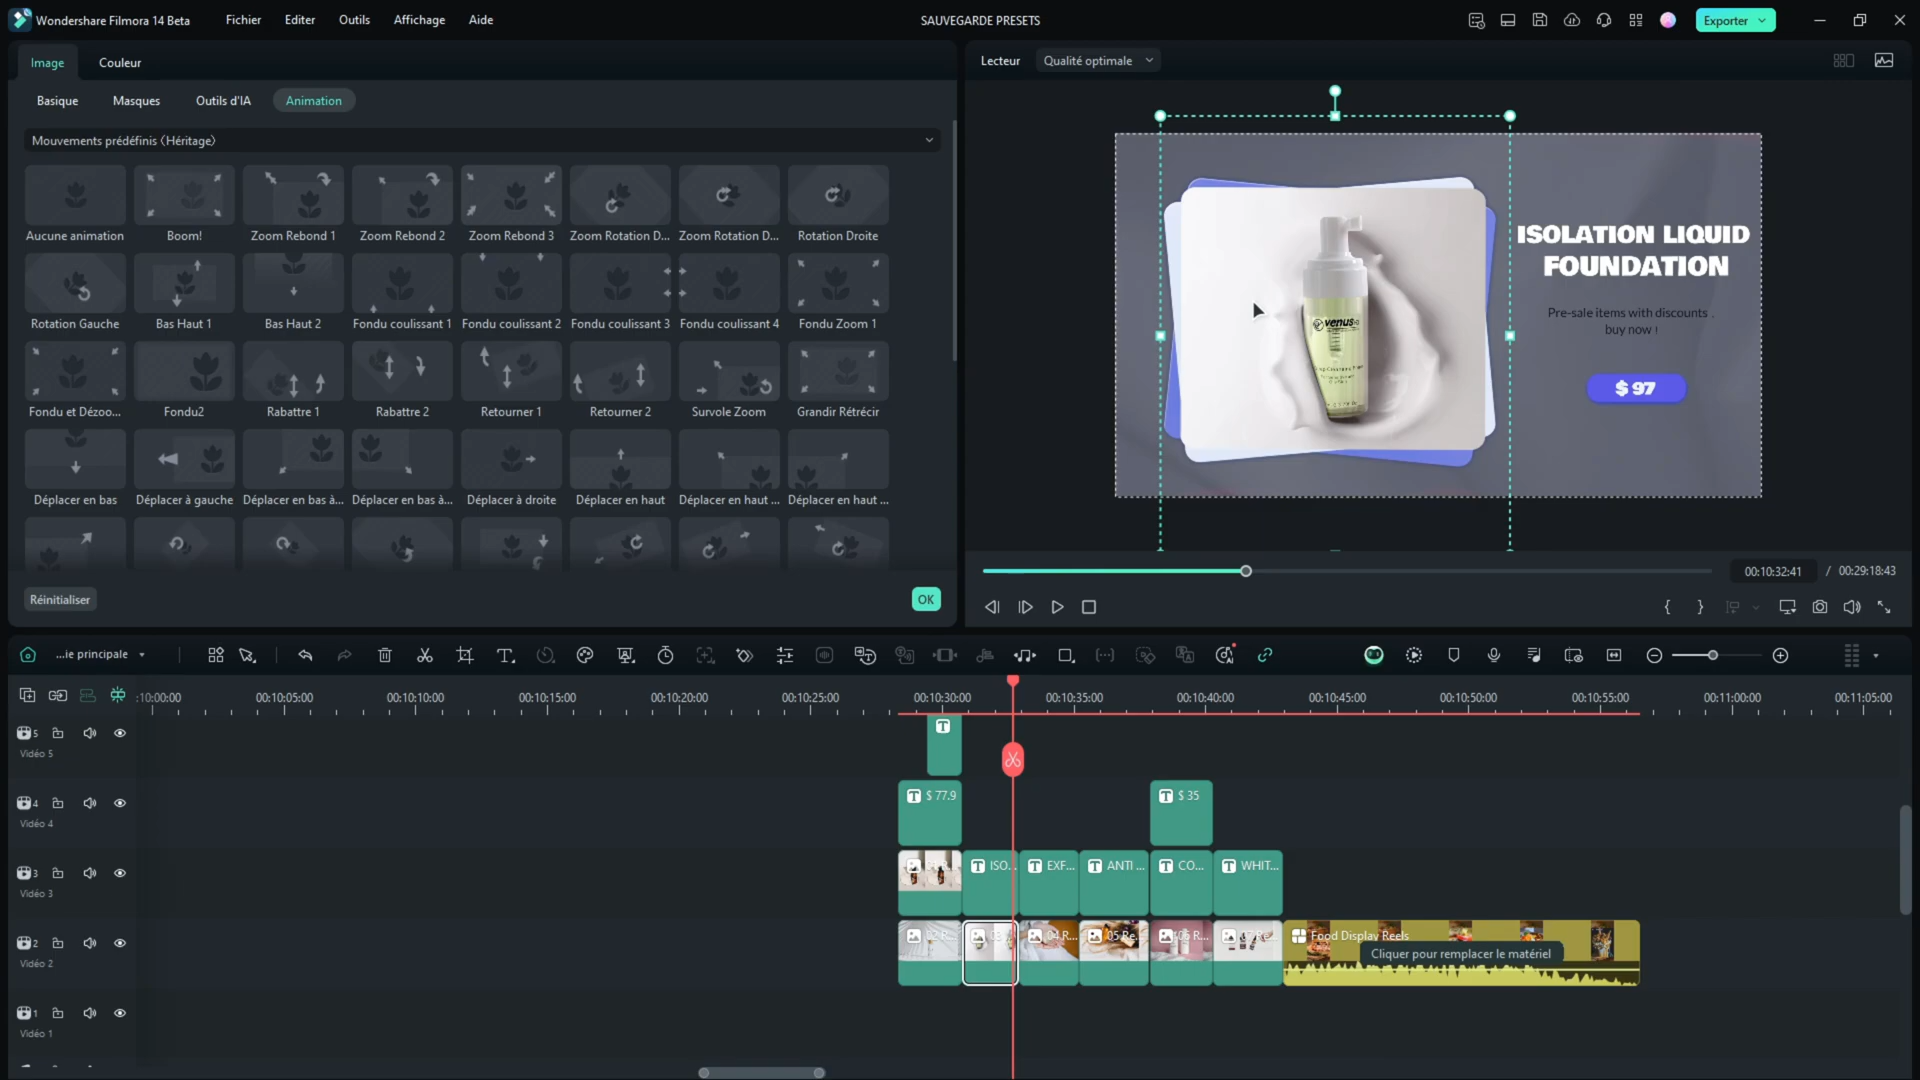 Wondershare Filmora 14 Beta
Fichier
Editer
Outils
Affichage
Aide
SAUVEGARDE PRESETS
Exporter
Image
Couleur
Basique
Masques
Outils d'IA
Animation
Mouvements prédéfinis (Héritage)
Aucune animation
Boom!
Zoom Rebond 1
Zoom Rebond 2
Zoom Rebond 3
Zoom Rotation D...
Zoom Rotation D...
Rotation Droite
Rotation Gauche
Bas Haut 1
Bas Haut 2
Fondu coulissant 1
Fondu coulissant 2
Fondu coulissant 3
Fondu coulissant 4
Fondu Zoom 1
Fondu et Dézoo...
Fondu2
Rabattre 1
Rabattre 2
Retourner 1
Retourner 2
Survole Zoom
Grandir Rétrécir
Déplacer en bas
Déplacer à gauche
Déplacer en bas à...
Déplacer en bas à...
Déplacer à droite
Déplacer en haut
Déplacer en haut ...
Déplacer en haut ...
Réinitialiser
OK
Lecteur
Qualité optimale
venus
ISOLATION LIQUID
FOUNDATION
Pre-sale items with discounts ,
buy now !
$ 97
00:10:32:41 / 00:29:18:43
...ie principale
:10:00:00
00:10:05:00
00:10:10:00
00:10:15:00
00:10:20:00
00:10:25:00
00:10:30:00
00:10:35:00
00:10:40:00
00:10:45:00
00:10:50:00
00:10:55:00
00:11:00:00
00:11:05:00
5
Vidéo 5
4
Vidéo 4
$ 77.9
$ 35
3
Vidéo 3
ISO...
EXF...
ANTI ...
CO...
WHIT...
2
Vidéo 2
04 R...
05 Re...
06 R...
Food Display Reels
Cliquer pour remplacer le matériel
1
Vidéo 1